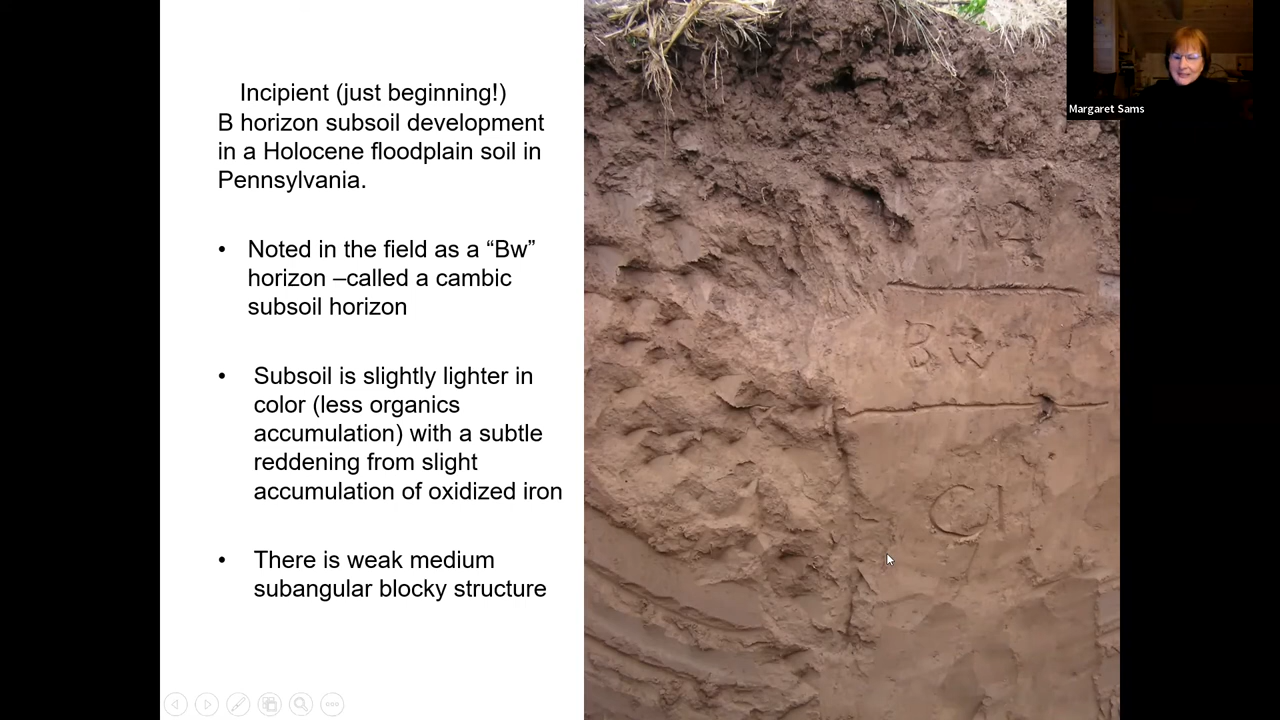 Incipient (just beginning!)
B horizon subsoil development
in a Holocene floodplain soil in
Pennsylvania.
• Noted in the field as a “Bw”
horizon –called a cambic
subsoil horizon
• Subsoil is slightly lighter in
color (less organics
accumulation) with a subtle
reddening from slight
accumulation of oxidized iron
• There is weak medium
subangular blocky structure
Margaret Sams
Bw
C1